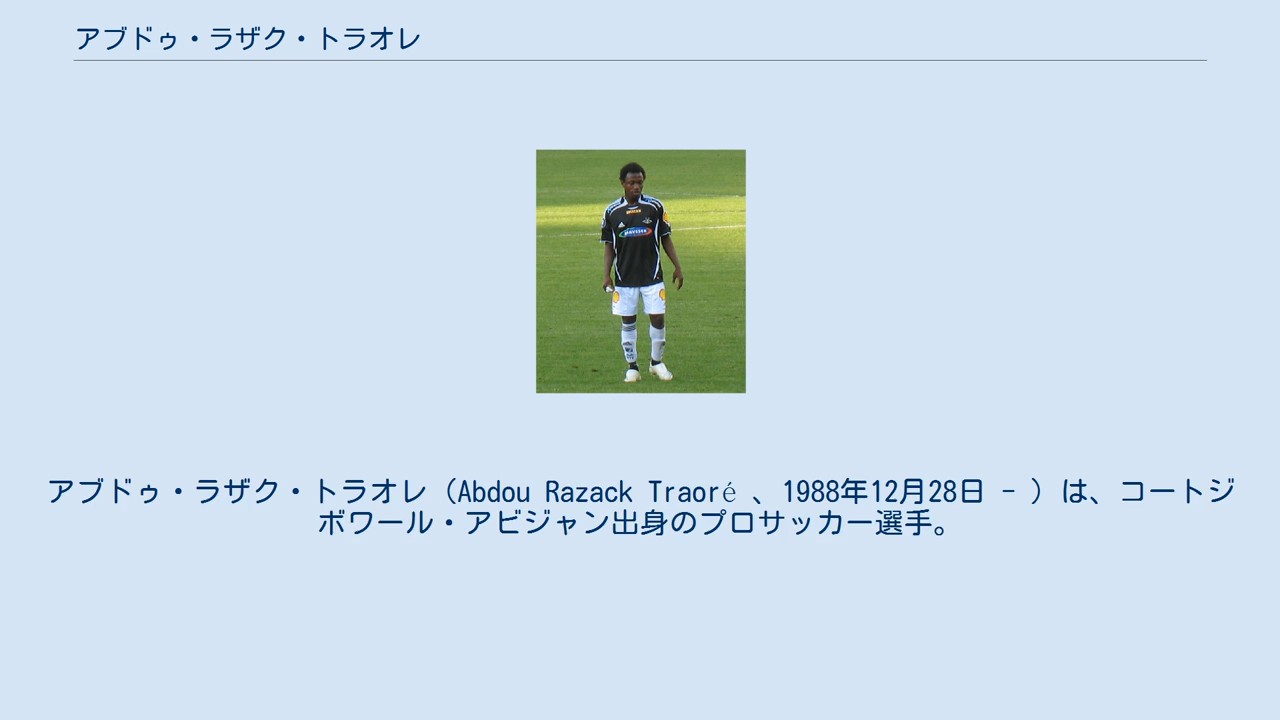 アブドゥ・ラザク・トラオレ
アブドゥ・ラザク・トラオレ（Abdou Razack Traoré 、1988年12月28日 - ）は、コートジ
ボワール・アビジャン出身のプロサッカー選手。